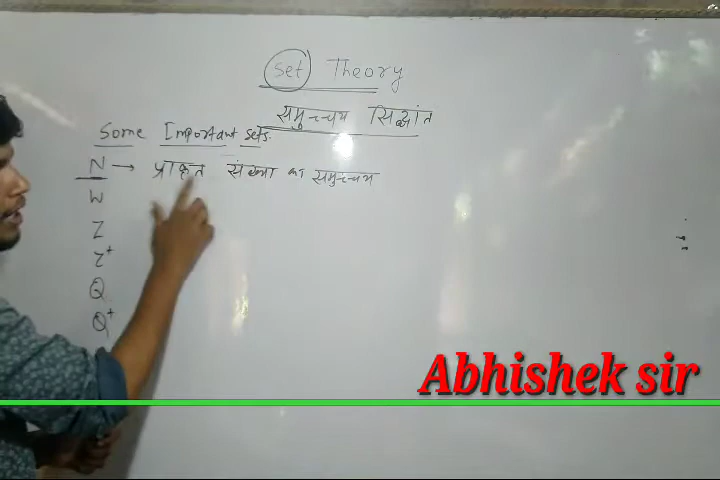 Set Theory
समुच्चय सिद्धांत
Some Important sets.
N → प्राकृत संख्या का समुच्चय
W
Z
Z+
Q
Q+
Abhishek sir